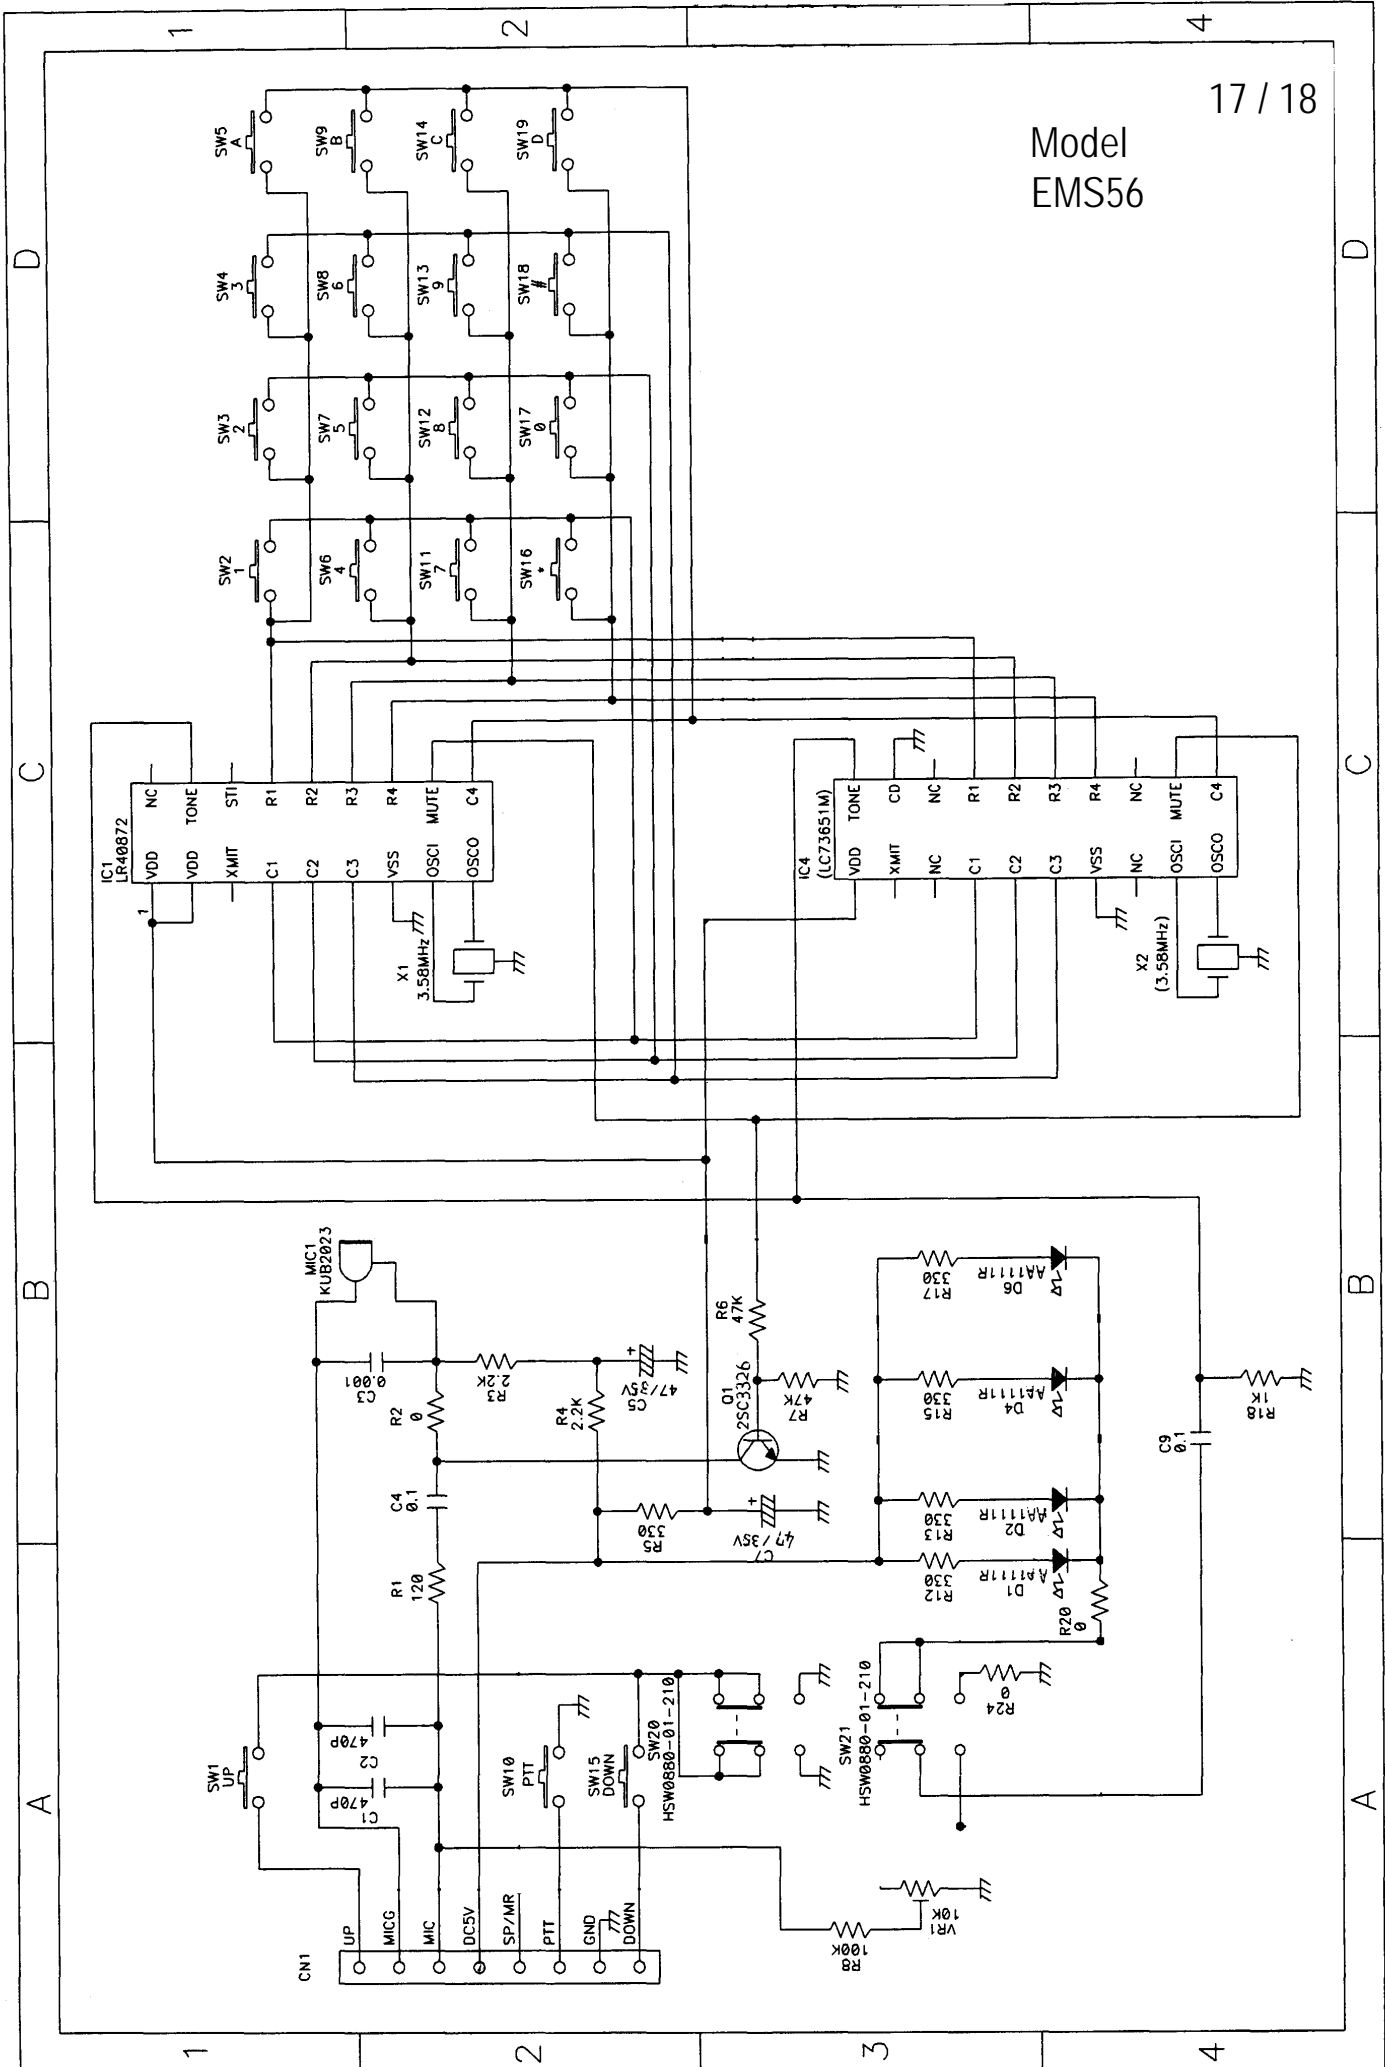 1
2
4
17 / 18
Model
EMS56
D
D
SW5
A
SW9
B
SW14
C
SW19
D
SW4
3
SW8
6
SW13
9
SW18
#
SW3
2
SW7
5
SW12
8
SW17
0
SW2
1
SW6
4
SW11
7
SW16
*
C
C
IC1
LR40872
NC
TONE
STI
R1
R2
R3
R4
MUTE
C4
VDD
VDD
XMIT
C1
C2
C3
VSS
OSCI
OSCO
1
X1
3.58MHz
IC4
(LC73651M)
TONE
CD
NC
R1
R2
R3
R4
NC
MUTE
C4
VDD
XMIT
NC
C1
C2
C3
VSS
NC
OSCI
OSCO
X2
(3.58MHz)
B
B
MIC1
KUB2023
C3
0.001
R2
0
R3
2.2K
R4
2.2K
C5
47/35V
+
R6
47K
Q1
2SC3326
R7
47K
C4
0.1
R5
330
C7
47/35V
+
R1
120
R17
330
D6
AA1111R
R15
330
D4
AA1111R
R13
330
D2
AA1111R
R12
330
D1
AA1111R
R20
0
C9
0.1
R18
1K
A
A
SW1
UP
C2
470P
C1
470P
SW10
PTT
SW15
DOWN
SW20
HSW0880-01-210
SW21
HSW0880-01-210
R24
0
R8
100K
VR1
10K
CN1
UP
MICG
MIC
DC5V
SP/MR
PTT
GND
DOWN
1
2
3
4